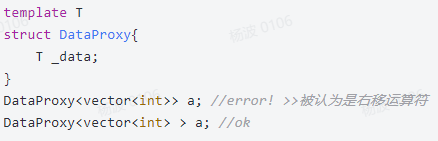 template T
struct DataProxy{
T _data;
}
DataProxy<vector<int>> a; //error! >>被认为是右移运算符
DataProxy<vector<int> > a; //ok